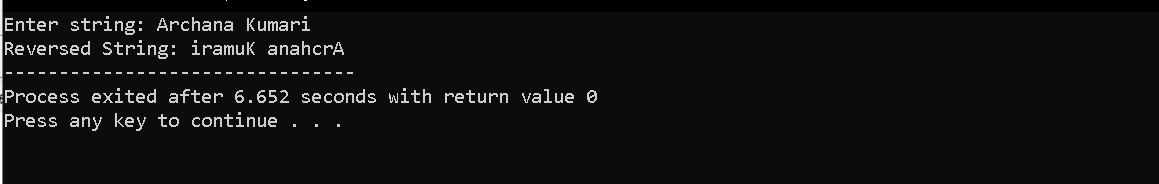 Enter string: Archana Kumari
Reversed String: iramuK anahcrA
--------------------------------
Process exited after 6.652 seconds with return value 0
Press any key to continue . . .